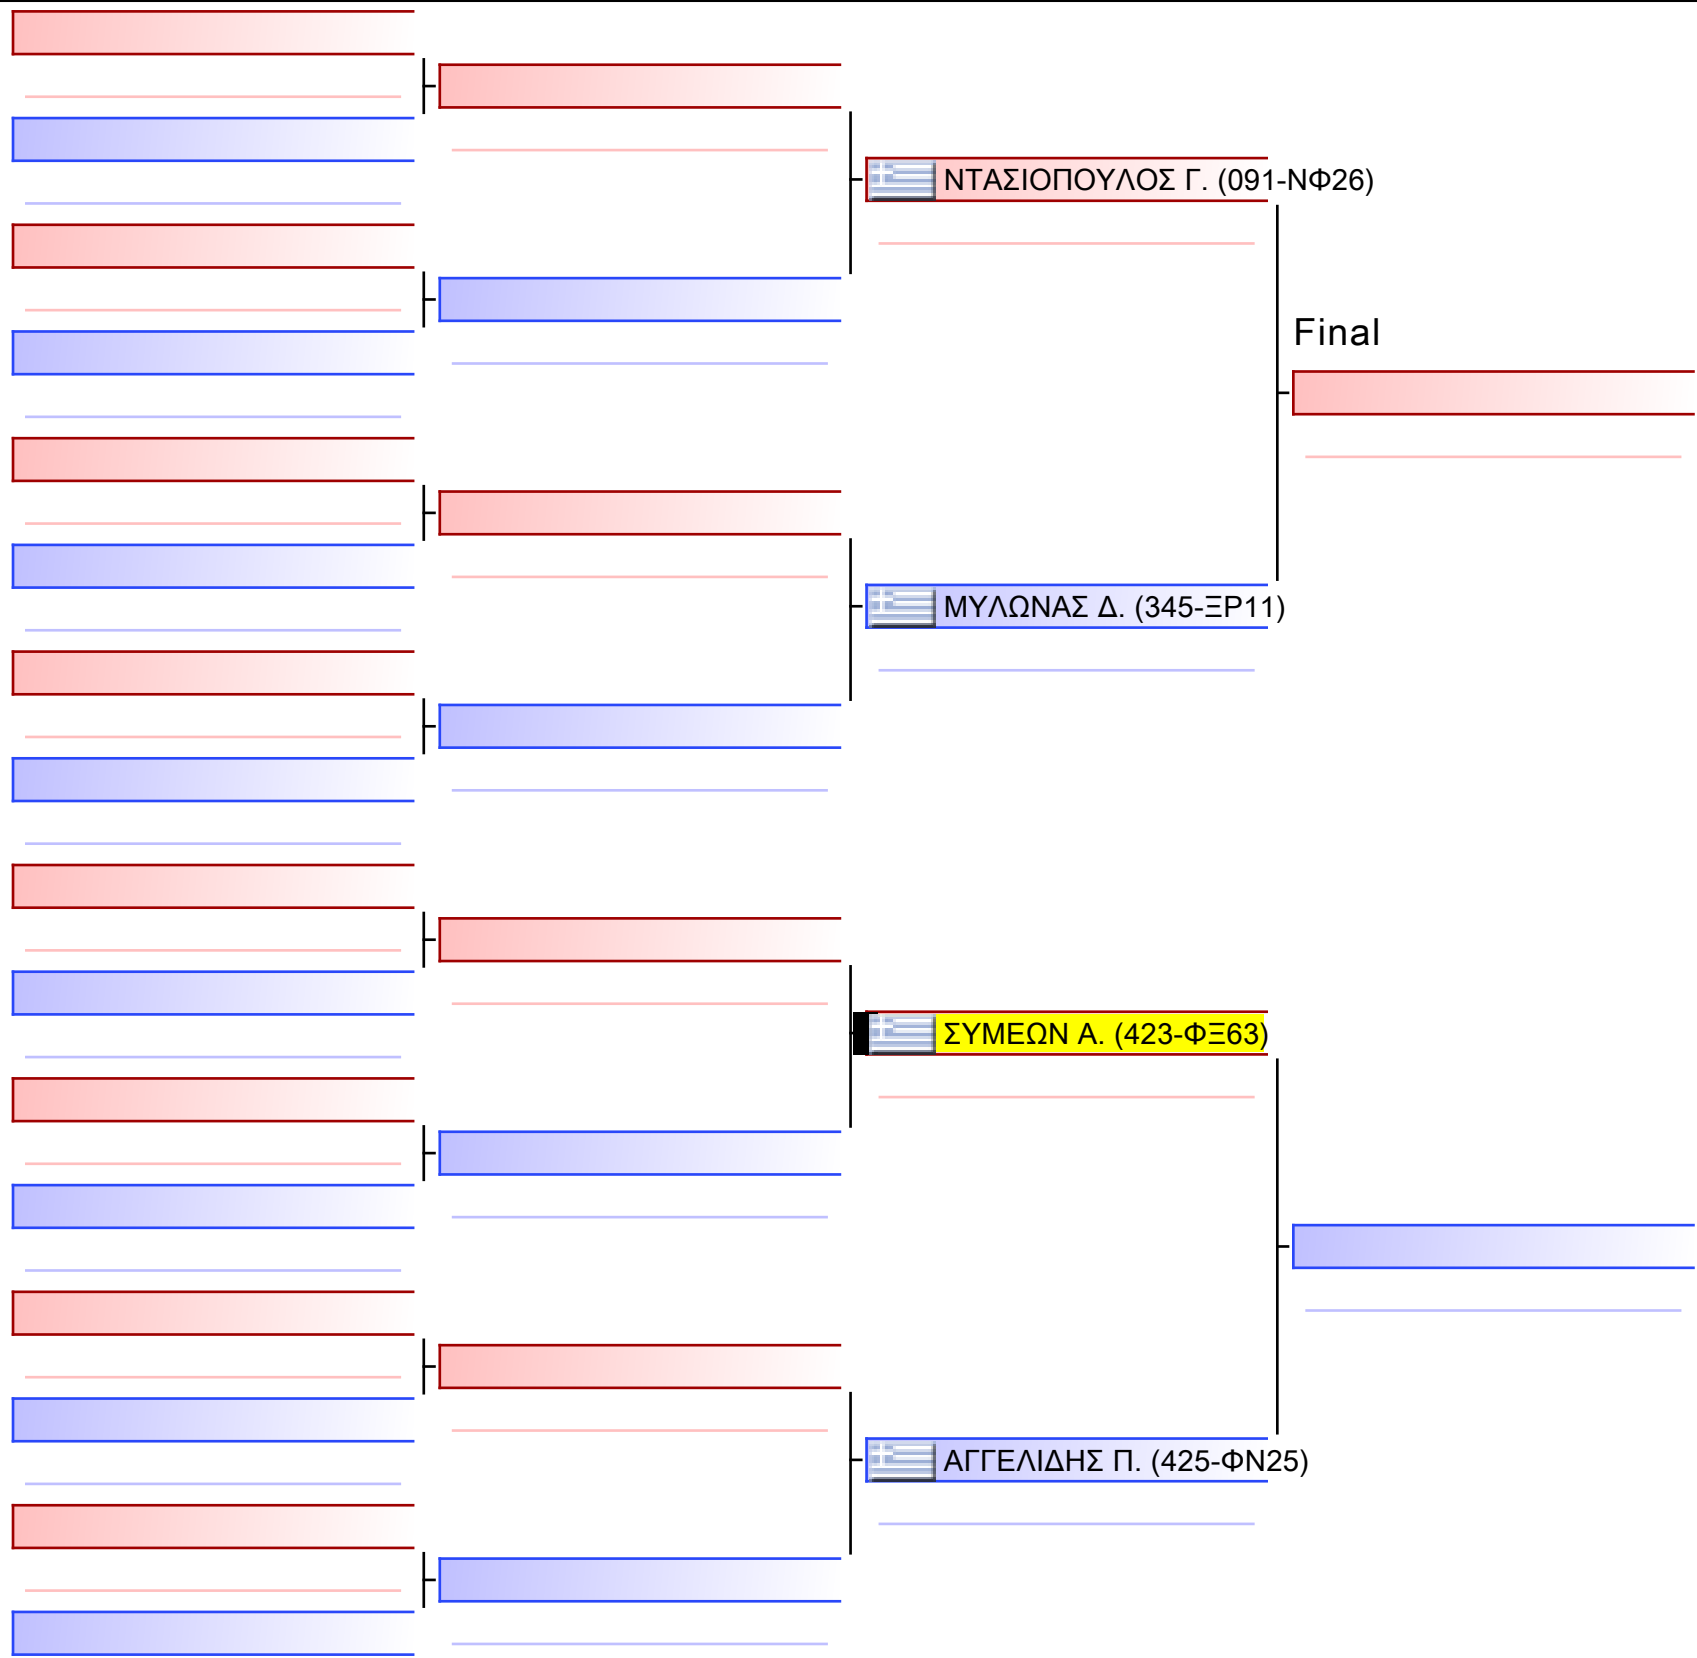 ΝΤΑΣΙΟΠΟΥΛΟΣ Γ. (091-ΝΦ26)
Final
ΜΥΛΩΝΑΣ Δ. (345-ΞΡ11)
ΣΥΜΕΩΝ Α. (423-ΦΞ63)
ΑΓΓΕΛΙΔΗΣ Π. (425-ΦΝ25)